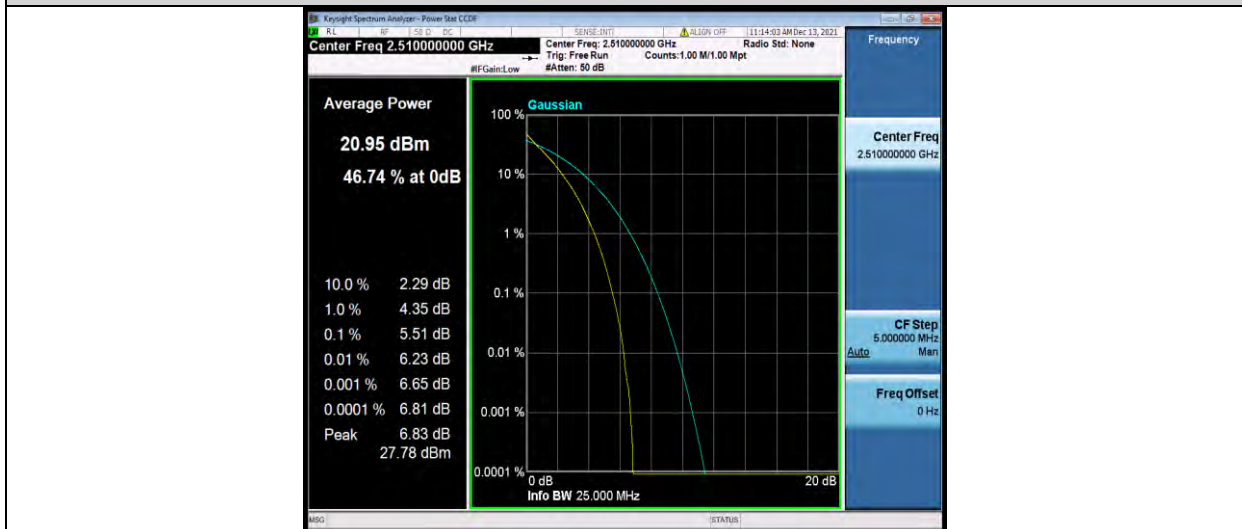 Keysight Spectrum Analyzer - Power Stat CCDF
RL RF 50 Ω DC SENSE:INT ALIGN OFF 11:14:03 AM Dec 13, 2021
Center Freq 2.510000000 GHz
Center Freq: 2.510000000 GHz Radio Std: None
Trig: Free Run Counts:1.00 M/1.00 Mpt
#IFGain:Low #Atten: 50 dB
Frequency
Average Power
20.95 dBm
46.74 % at 0dB
10.0 % 2.29 dB
1.0 % 4.35 dB
0.1 % 5.51 dB
0.01 % 6.23 dB
0.001 % 6.65 dB
0.0001 % 6.81 dB
Peak 6.83 dB
27.78 dBm
Gaussian
100 %
10 %
1 %
0.1 %
0.01 %
0.001 %
0.0001 %
0 dB 20 dB
Info BW 25.000 MHz
Center Freq
2.510000000 GHz
CF Step
5.000000 MHz
Auto Man
Freq Offset
0 Hz
MSG STATUS